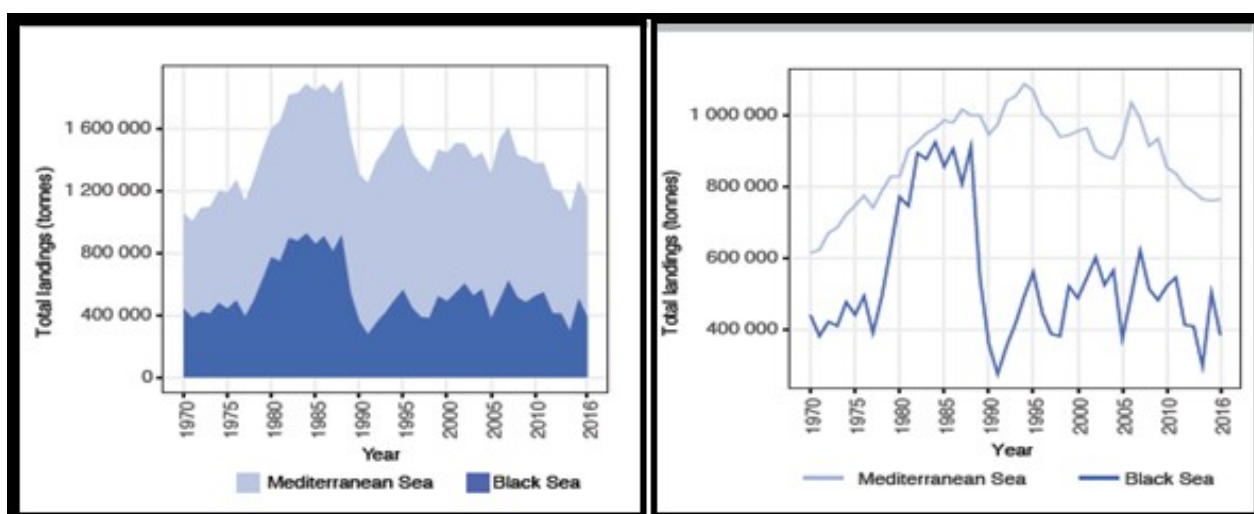 Total landings (tonnes)
1 600 000
1 200 000
800 000
400 000
0
1970
1975
1980
1985
1990
1995
2000
2005
2010
2016
Year
Mediterranean Sea
Black Sea
Total landings (tonnes)
1 000 000
800 000
600 000
400 000
1970
1975
1980
1985
1990
1995
2000
2005
2010
2016
Year
Mediterranean Sea
Black Sea